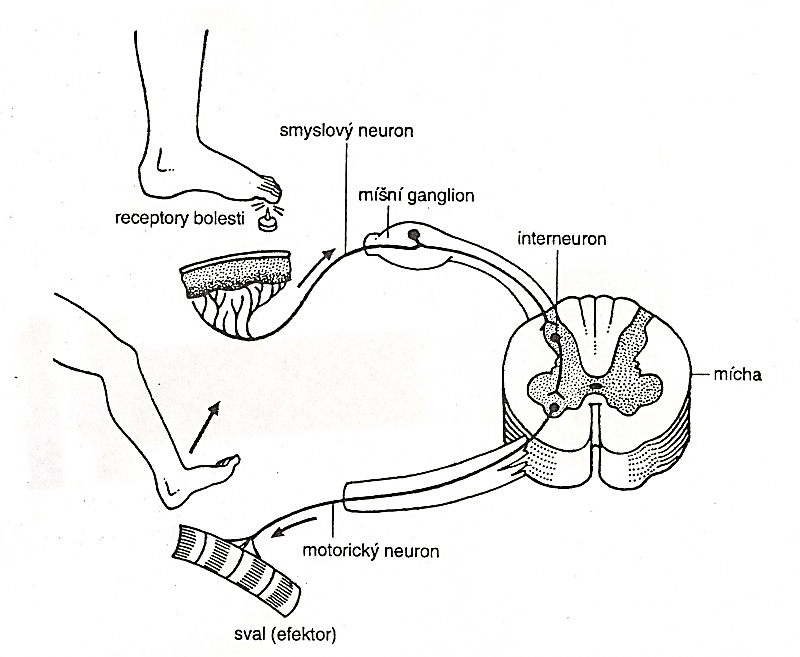 smyslový neuron
míšní ganglion
receptory bolesti
interneuron
mícha
motorický neuron
sval (efektor)